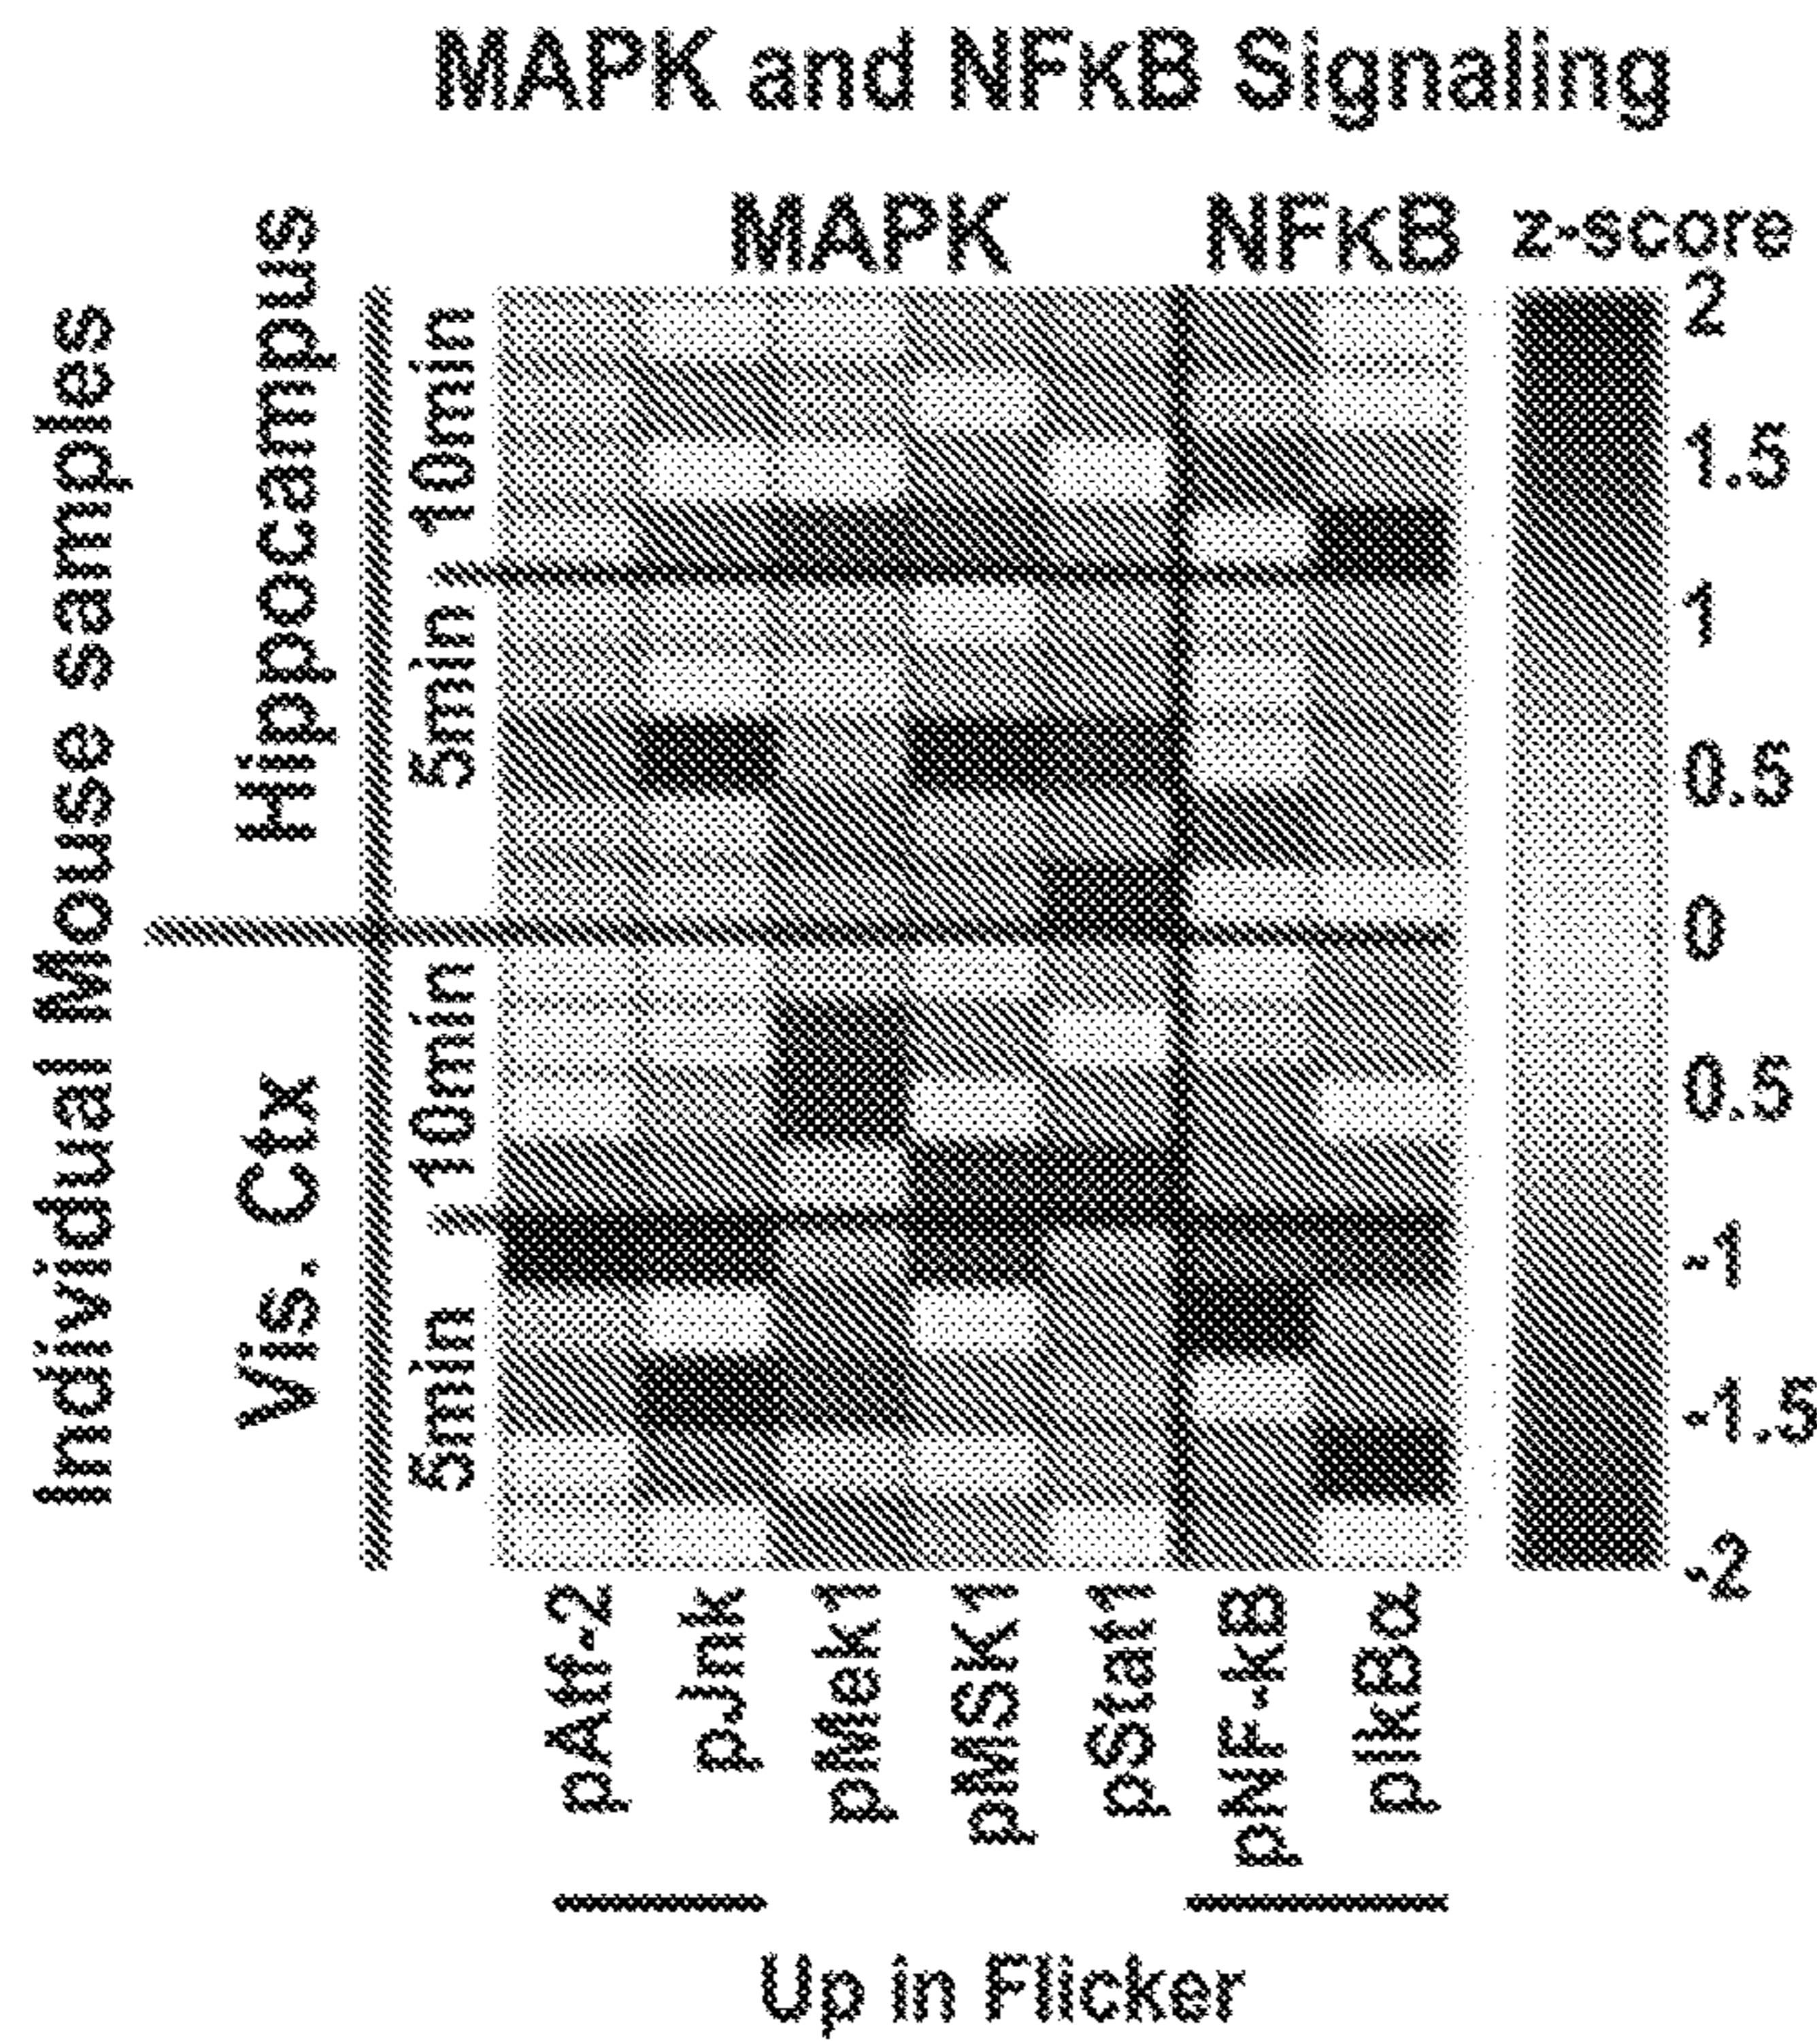 MAPK and NFκB Signaling
MAPK
NFκB
z-score
Individual Mouse samples
Hippocampus
10min
5min
Vis. Ctx
10min
5min
2
1.5
1
0.5
0
0.5
-1
-1.5
-2
pAtf-2
pJnk
pMek1
pMSK1
pStat1
pNF-kB
pIkBα
Up in Flicker